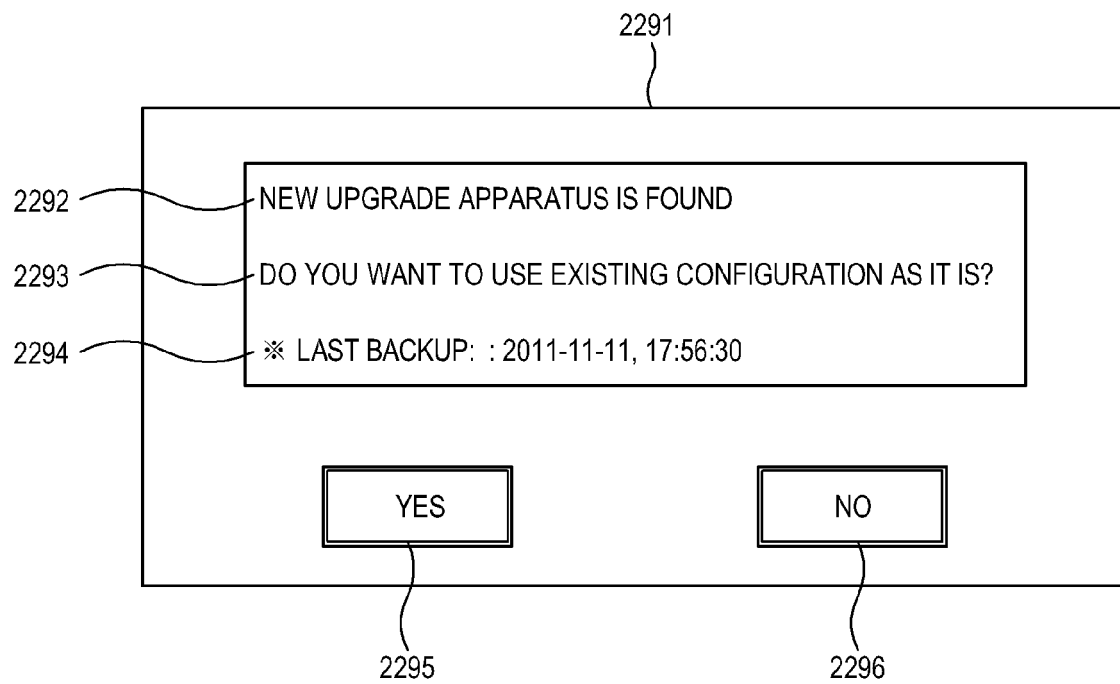 2291
2292 NEW UPGRADE APPARATUS IS FOUND
2293 DO YOU WANT TO USE EXISTING CONFIGURATION AS IT IS?
2294 ※ LAST BACKUP: : 2011-11-11, 17:56:30
YES NO
2295 2296